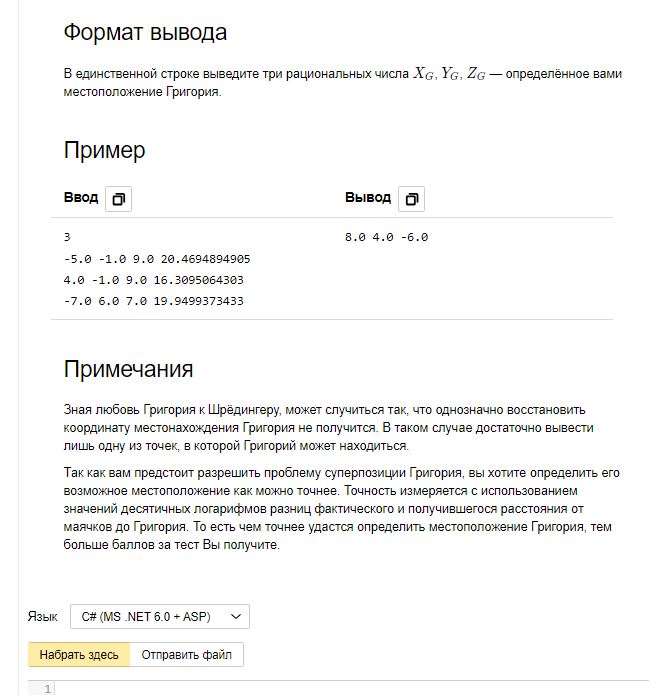 Формат вывода
В единственной строке выведите три рациональных числа X_G, Y_G, Z_G — определённое вами
местоположение Григория.
Пример
Ввод
Вывод
3
8.0 4.0 -6.0
-5.0 -1.0 9.0 20.4694894905
4.0 -1.0 9.0 16.3095064303
-7.0 6.0 7.0 19.9499373433
Примечания
Зная любовь Григория к Шрёдингеру, может случиться так, что однозначно восстановить
координату местонахождения Григория не получится. В таком случае достаточно вывести
лишь одну из точек, в которой Григорий может находиться.
Так как вам предстоит разрешить проблему суперпозиции Григория, вы хотите определить его
возможное местоположение как можно точнее. Точность измеряется с использованием
значений десятичных логарифмов разниц фактического и получившегося расстояния от
маячков до Григория. То есть чем точнее удастся определить местоположение Григория, тем
больше баллов за тест Вы получите.
Язык
C# (MS .NET 6.0 + ASP)
Набрать здесь
Отправить файл
1